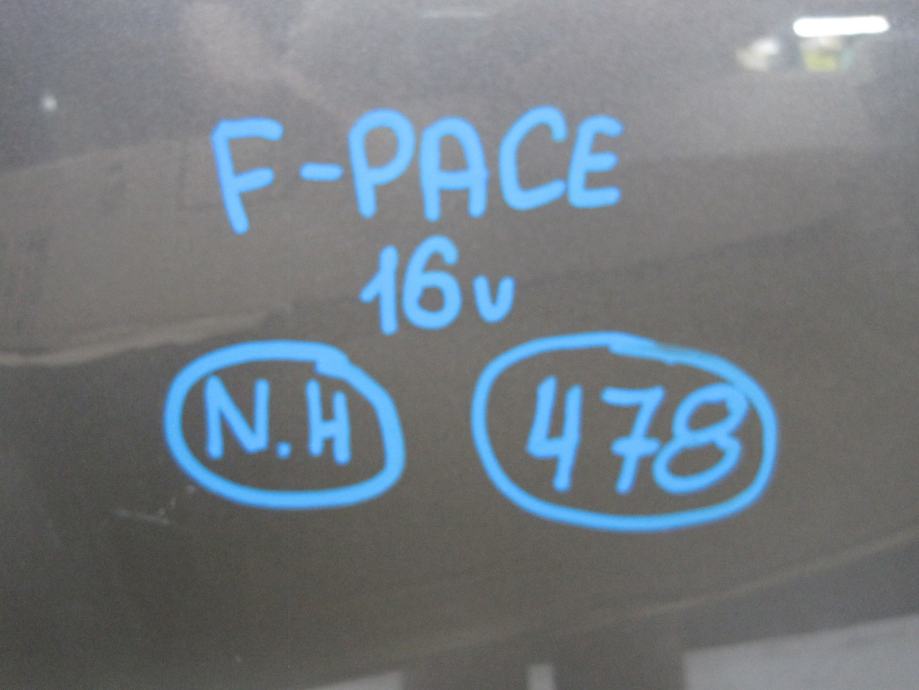 F-PACE
16v
N.H 478